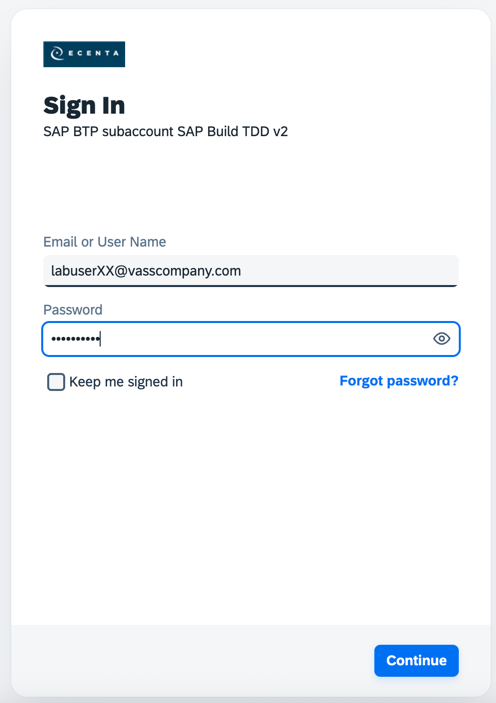 ECENTA
Sign In
SAP BTP subaccount SAP Build TDD v2
Email or User Name
labuserXX@vasscompany.com
Password
••••••••••
Keep me signed in
Forgot password?
Continue